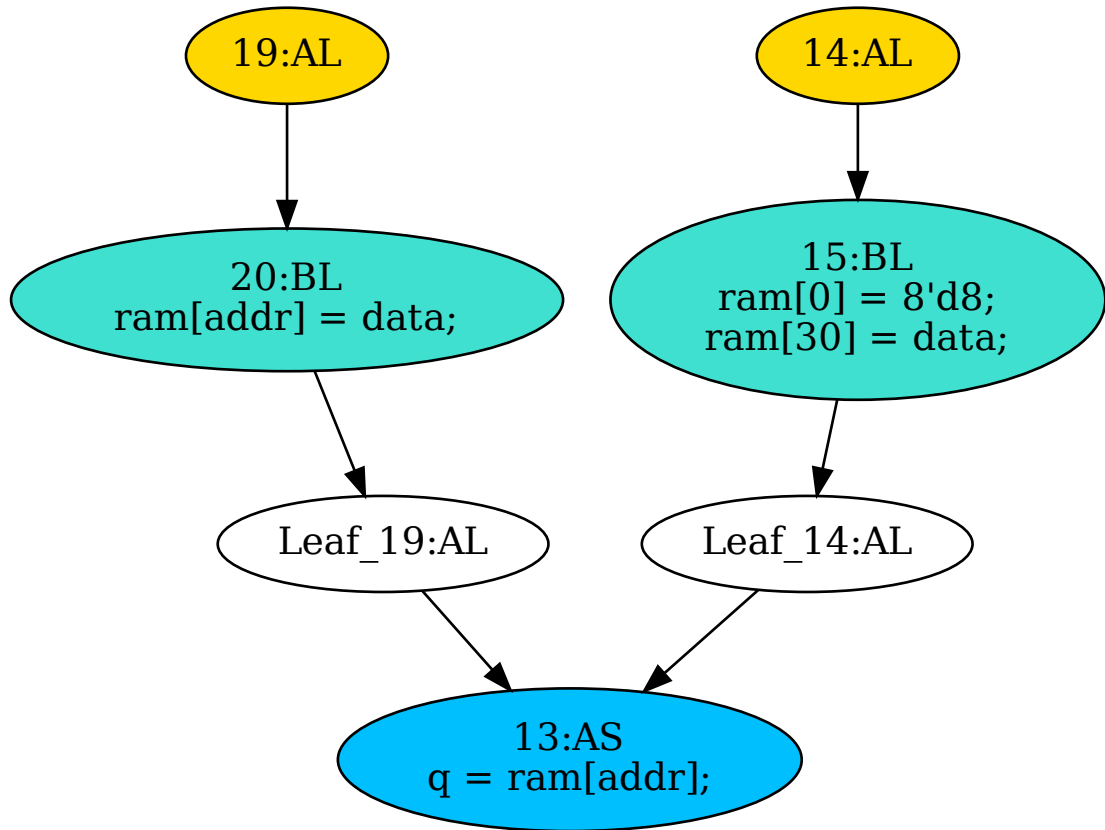 19:AL
14:AL
20:BL
ram[addr] = data;
15:BL
ram[0] = 8'd8;
ram[30] = data;
Leaf_19:AL
Leaf_14:AL
13:AS
q = ram[addr];